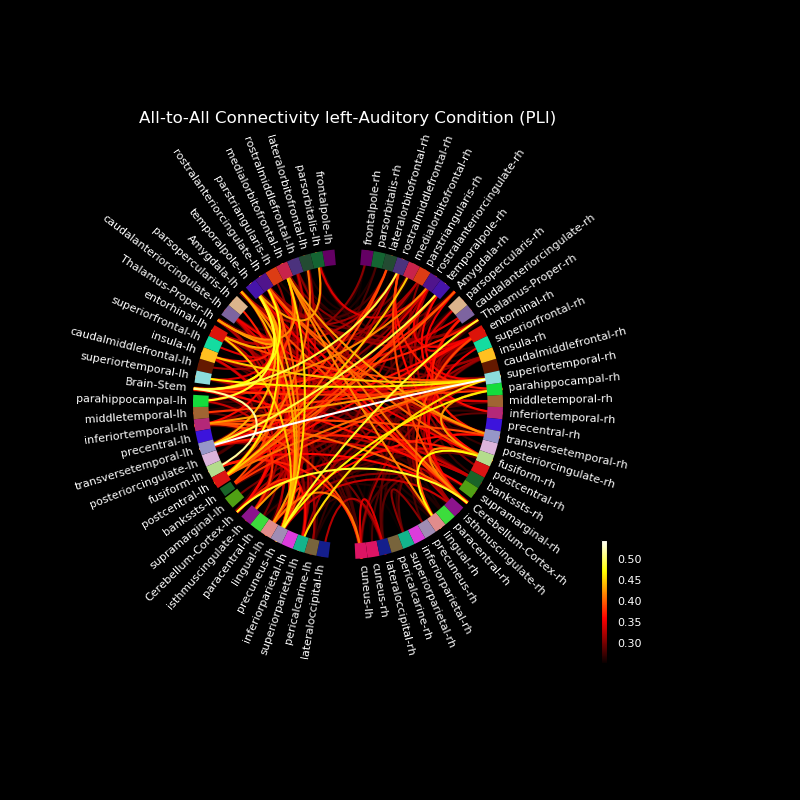 All-to-All Connectivity left-Auditory Condition (PLI)
frontalpole-lh
parsorbitalis-lh
lateralorbitofrontal-lh
rostralmiddlefrontal-lh
medialorbitofrontal-lh
parstriangularis-lh
rostralanteriorcingulate-lh
temporalpole-lh
Amygdala-lh
parsopercularis-lh
caudalanteriorcingulate-lh
Thalamus-Proper-lh
entorhinal-lh
superiorfrontal-lh
insula-lh
caudalmiddlefrontal-lh
superiortemporal-lh
Brain-Stem
parahippocampal-lh
middletemporal-lh
inferiortemporal-lh
precentral-lh
transversetemporal-lh
posteriorcingulate-lh
fusiform-lh
postcentral-lh
bankssts-lh
supramarginal-lh
Cerebellum-Cortex-lh
isthmuscingulate-lh
paracentral-lh
lingual-lh
precuneus-lh
inferiorparietal-lh
superiorparietal-lh
pericalcarine-lh
lateraloccipital-lh
cuneus-lh
cuneus-rh
lateraloccipital-rh
pericalcarine-rh
superiorparietal-rh
inferiorparietal-rh
precuneus-rh
lingual-rh
paracentral-rh
isthmuscingulate-rh
Cerebellum-Cortex-rh
supramarginal-rh
bankssts-rh
postcentral-rh
fusiform-rh
posteriorcingulate-rh
transversetemporal-rh
precentral-rh
inferiortemporal-rh
middletemporal-rh
parahippocampal-rh
superiortemporal-rh
caudalmiddlefrontal-rh
insula-rh
superiorfrontal-rh
entorhinal-rh
Thalamus-Proper-rh
caudalanteriorcingulate-rh
parsopercularis-rh
Amygdala-rh
temporalpole-rh
rostralanteriorcingulate-rh
parstriangularis-rh
medialorbitofrontal-rh
rostralmiddlefrontal-rh
lateralorbitofrontal-rh
parsorbitalis-rh
frontalpole-rh
0.50
0.45
0.40
0.35
0.30